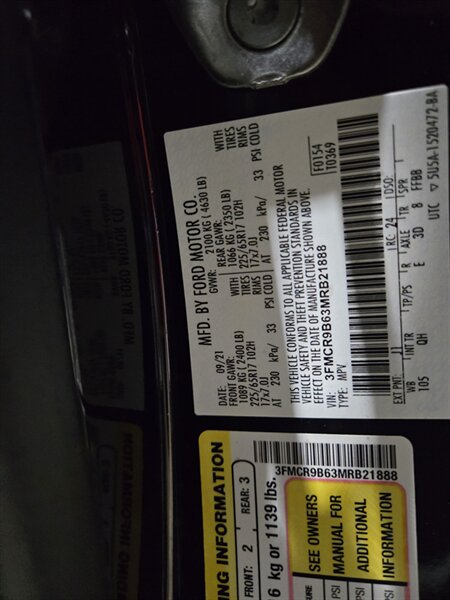 MFD. BY FORD MOTOR CO.
09/21
GVWR: 2100 KG (4630 LB)
FRONT GAWR:
1089 KG (2400 LB)
WITH
225/65R17 102H
TIRES
17x7.0J
RIMS
AT 230 kPa/ 33 PSI COLD
REAR GAWR:
1066 KG (2350 LB)
WITH
225/65R17 102H
TIRES
17x7.0J
RIMS
AT 230 kPa/ 33 PSI COLD
THIS VEHICLE CONFORMS TO ALL APPLICABLE FEDERAL MOTOR
VEHICLE SAFETY AND THEFT PREVENTION STANDARDS IN
EFFECT ON THE DATE OF MANUFACTURE SHOWN ABOVE.
VIN: 3FMCR9B63MRB21888
TYPE: MPV
F0154
T0369
EXT PNT: J1 RC: 24 DSO:
WB INT TR TP/PS R AXLE TR SPR
105 QH E 3D 8 FFBB
UTC ▽ 5U5A-1520472-BA
3FMCR9B63MRB21888
NG INFORMATION
FRONT: 2 REAR: 3
6 kg or 1139 lbs.
SEE OWNERS
MANUAL FOR
ADDITIONAL
INFORMATION